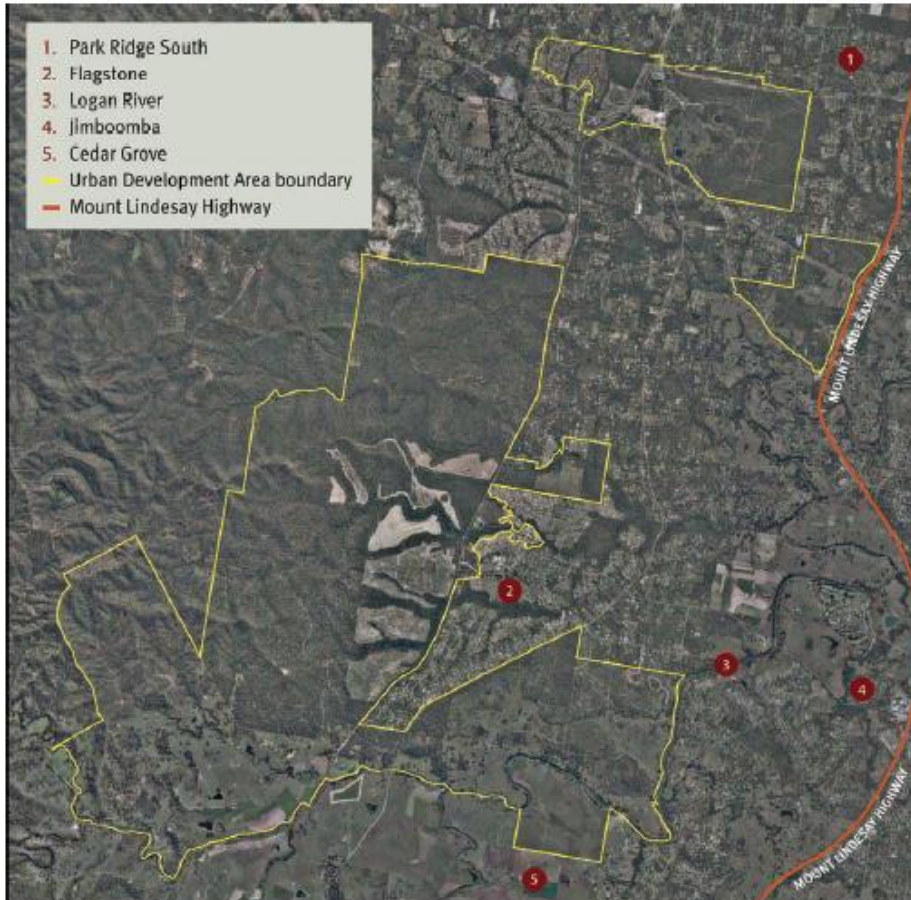 1. Park Ridge South
2. Flagstone
3. Logan River
4. Jimboomba
5. Cedar Grove
Urban Development Area boundary
Mount Lindesay Highway
1
MOUNT LINDESAY HIGHWAY
2
3
4
MOUNT LINDESAY HIGHWAY
5